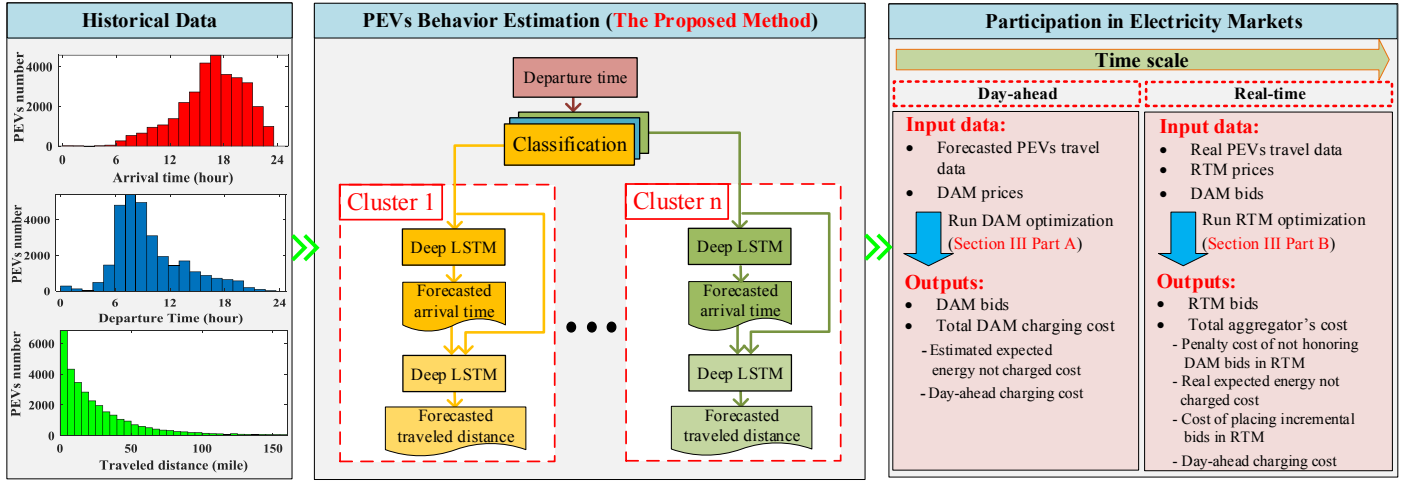 Historical Data
PEVs number
4000
2000
0
0 6 12 18 24
Arrival time (hour)
PEVs number
4000
2000
0
0 6 12 18 24
Departure Time (hour)
PEVs number
6000
4000
2000
0
0 50 100 150
Traveled distance (mile)
PEVs Behavior Estimation (The Proposed Method)
Departure time
Classification
Cluster 1
Deep LSTM
Forecasted
arrival time
Deep LSTM
Forecasted
traveled distance
Cluster n
Deep LSTM
Forecasted
arrival time
Deep LSTM
Forecasted
traveled distance
Participation in Electricity Markets
Time scale
Day-ahead
Input data:
• Forecasted PEVs travel
data
• DAM prices
Run DAM optimization
(Section III Part A)
Outputs:
• DAM bids
• Total DAM charging cost
- Estimated expected
energy not charged cost
- Day-ahead charging cost
Real-time
Input data:
• Real PEVs travel data
• RTM prices
• DAM bids
Run RTM optimization
(Section III Part B)
Outputs:
• RTM bids
• Total aggregator's cost
- Penalty cost of not honoring
DAM bids in RTM
- Real expected energy not
charged cost
- Cost of placing incremental
bids in RTM
- Day-ahead charging cost